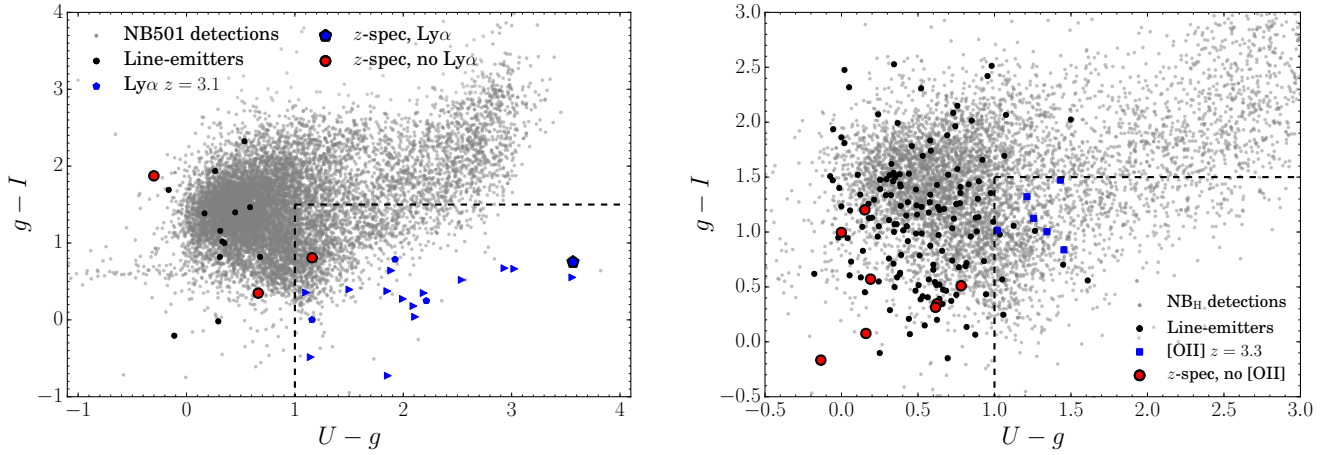 NB501 detections
Line-emitters
Lyα z = 3.1
z-spec, Lyα
z-spec, no Lyα
4
3
2
1
0
−1
g − I
−1
0
1
2
3
4
U − g
3.0
2.5
2.0
1.5
1.0
0.5
0.0
−0.5
g − I
NB_H detections
Line-emitters
[OII] z = 3.3
z-spec, no [OII]
−0.5
0.0
0.5
1.0
1.5
2.0
2.5
3.0
U − g